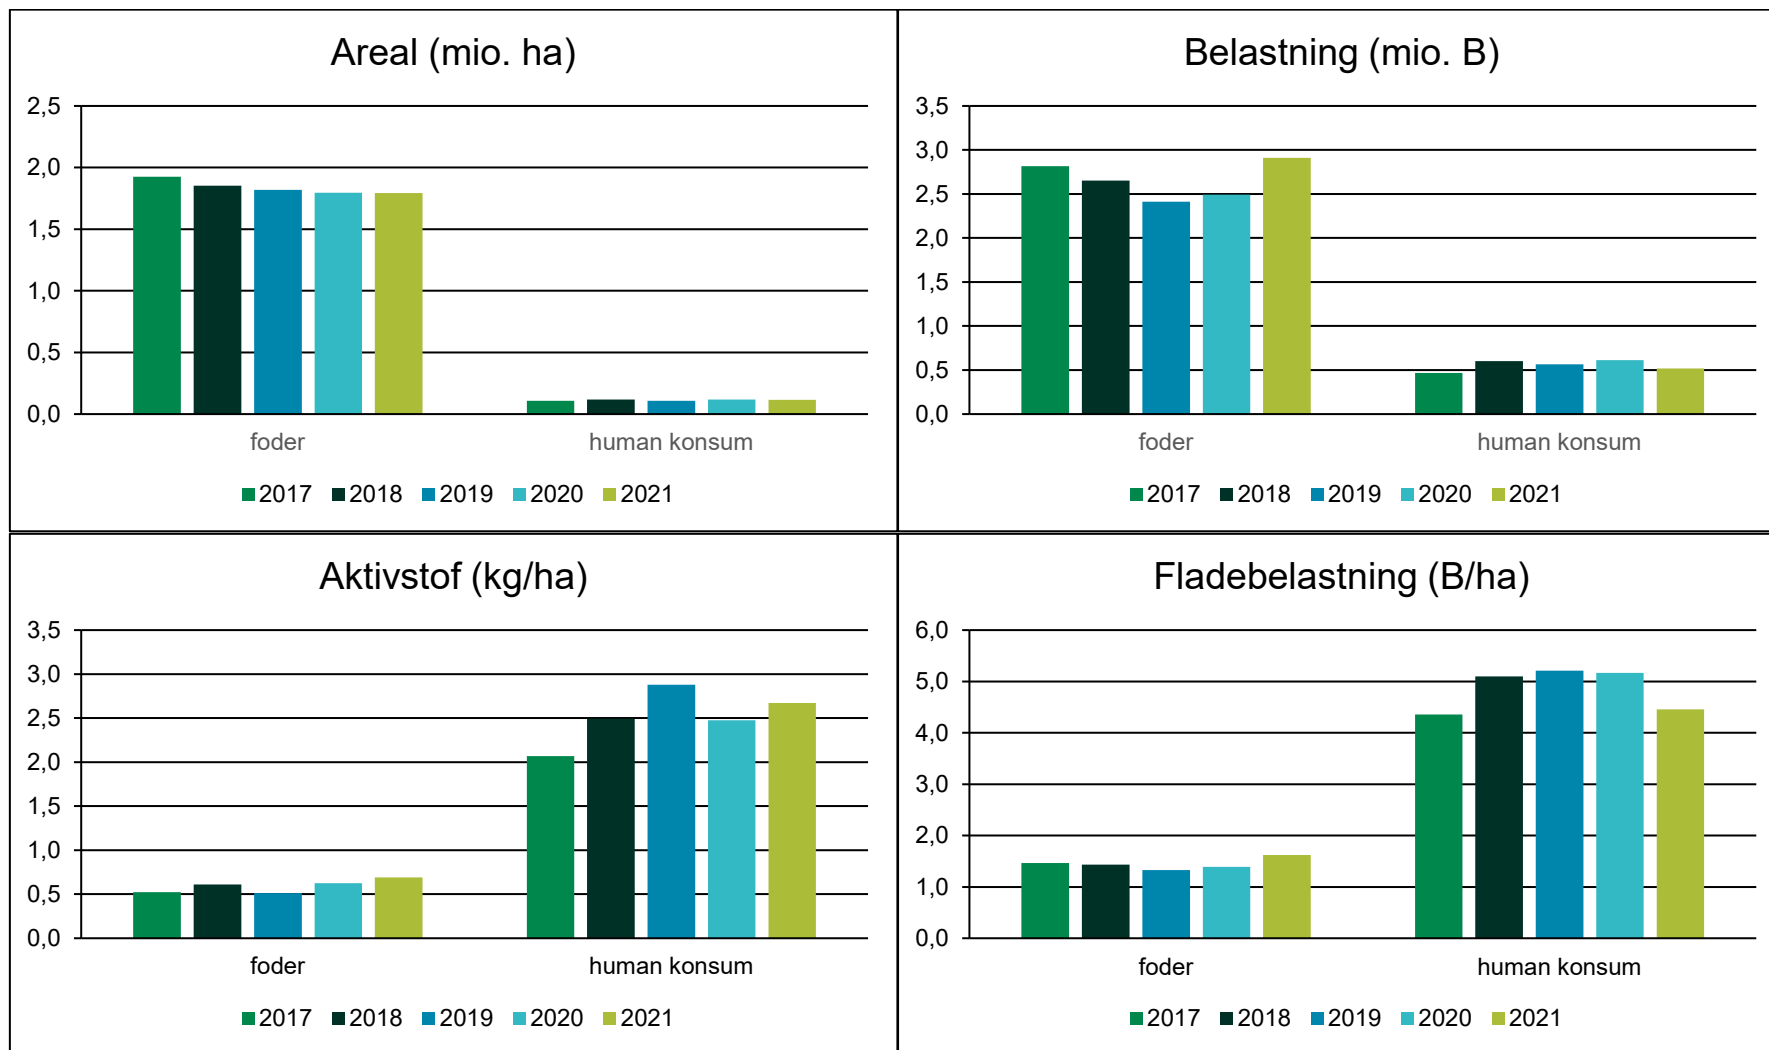 Areal (mio. ha)
2,5
2,0
1,5
1,0
0,5
0,0
foder human konsum
2017 2018 2019 2020 2021
Belastning (mio. B)
3,5
3,0
2,5
2,0
1,5
1,0
0,5
0,0
foder human konsum
2017 2018 2019 2020 2021
Aktivstof (kg/ha)
3,5
3,0
2,5
2,0
1,5
1,0
0,5
0,0
foder human konsum
2017 2018 2019 2020 2021
Fladebelastning (B/ha)
6,0
5,0
4,0
3,0
2,0
1,0
0,0
foder human konsum
2017 2018 2019 2020 2021